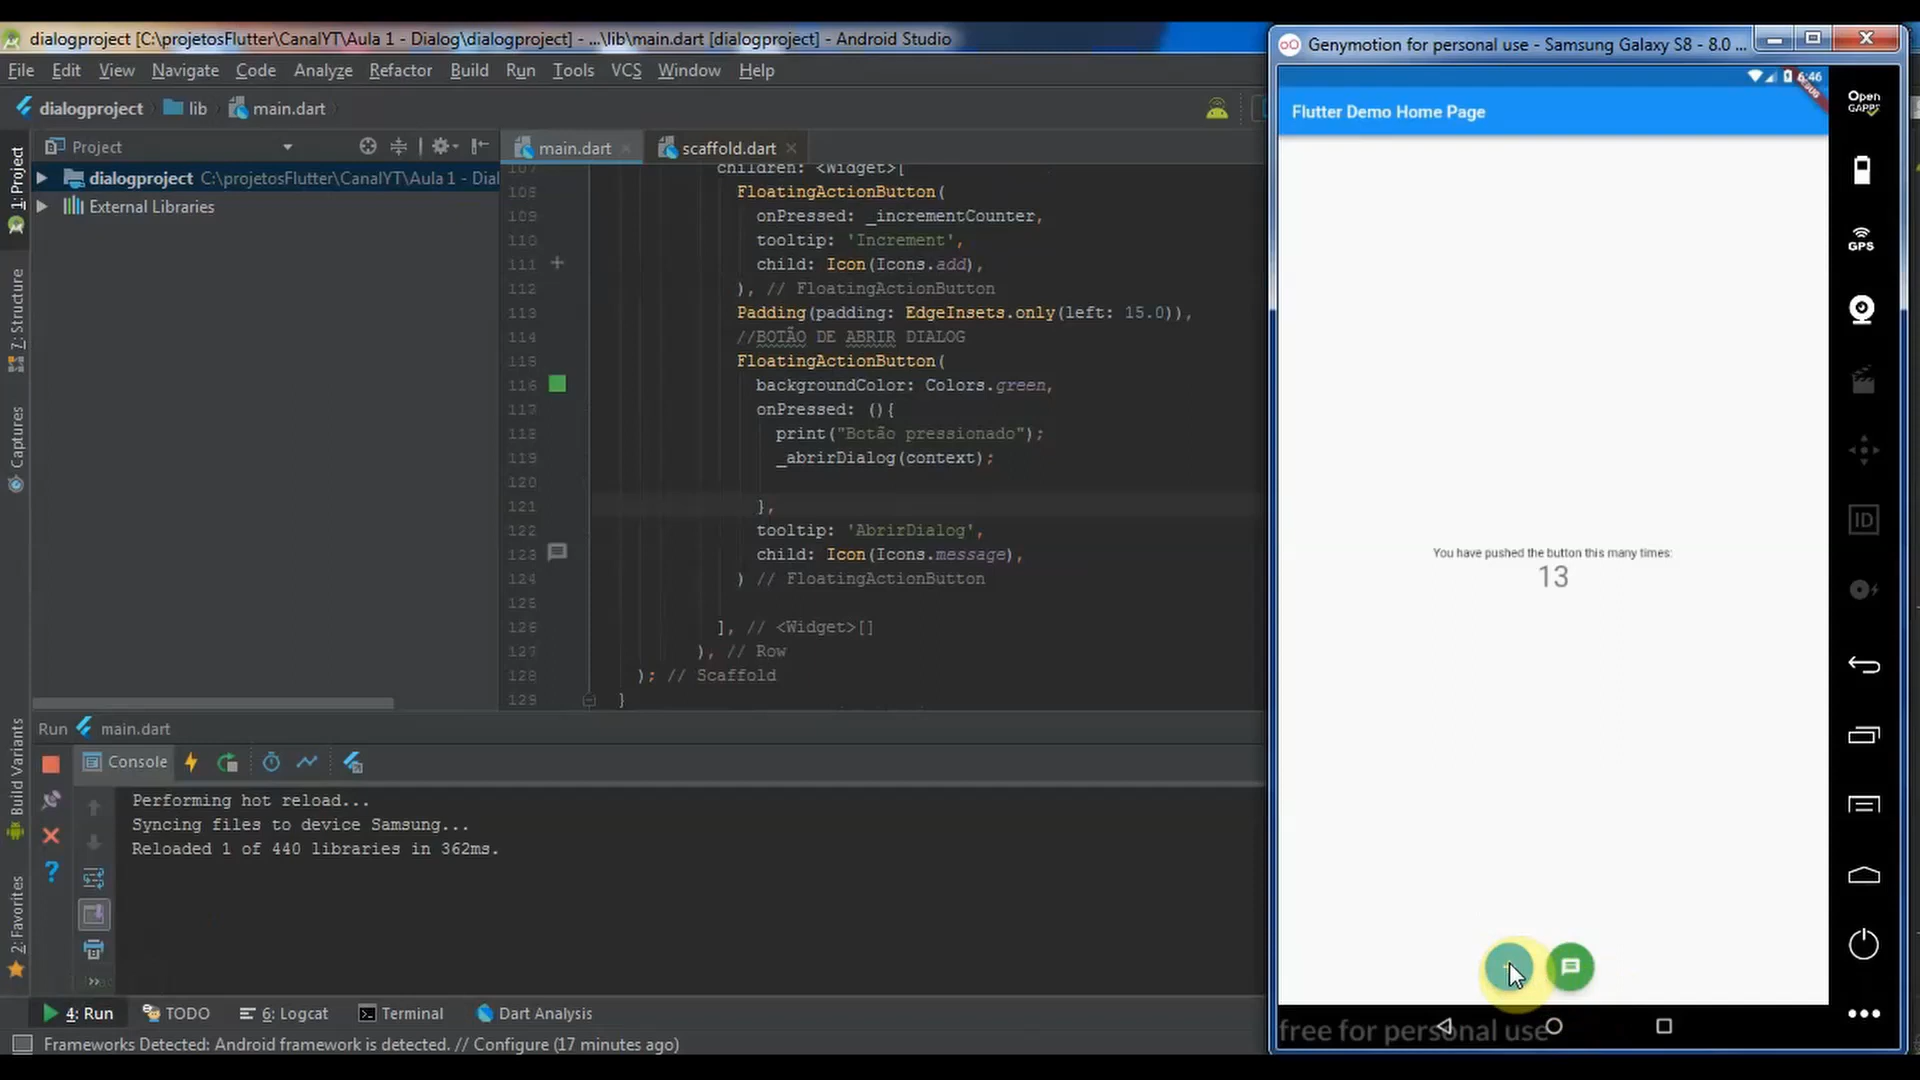 dialogproject [C:\projetosFlutter\CanalYT\Aula 1 - Dialog\dialogproject] - ...\lib\main.dart [dialogproject] - Android Studio
File Edit View Navigate Code Analyze Refactor Build Run Tools VCS Window Help
dialogproject lib main.dart
Project
main.dart
scaffold.dart
dialogproject C:\projetosFlutter\CanalYT\Aula 1 - Dial
External Libraries
1: Project
7: Structure
Captures
Build Variants
2: Favorites
107 children: <Widget>[
108 FloatingActionButton(
109 onPressed: _incrementCounter,
110 tooltip: 'Increment',
111 child: Icon(Icons.add),
112 ), // FloatingActionButton
113 Padding(padding: EdgeInsets.only(left: 15.0)),
114 //BOTÃO DE ABRIR DIALOG
115 FloatingActionButton(
116 backgroundColor: Colors.green,
117 onPressed: (){
118 print("Botão pressionado");
119 _abrirDialog(context);
120
121 },
122 tooltip: 'AbrirDialog',
123 child: Icon(Icons.message),
124 ) // FloatingActionButton
125
126 ], // <Widget>[]
127 ), // Row
128 ); // Scaffold
129 }
Run main.dart
Console
Performing hot reload...
Syncing files to device Samsung...
Reloaded 1 of 440 libraries in 362ms.
4: Run TODO 6: Logcat Terminal Dart Analysis
Frameworks Detected: Android framework is detected. // Configure (17 minutes ago)
Genymotion for personal use - Samsung Galaxy S8 - 8.0 ...
6:46
DEBUG
Flutter Demo Home Page
You have pushed the button this many times:
13
free for personal use
Open
GAPPS
GPS
ID